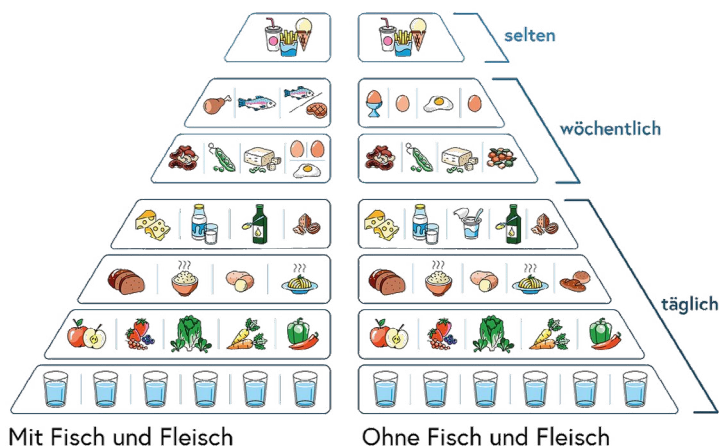 selten
wöchentlich
täglich
Mit Fisch und Fleisch
Ohne Fisch und Fleisch